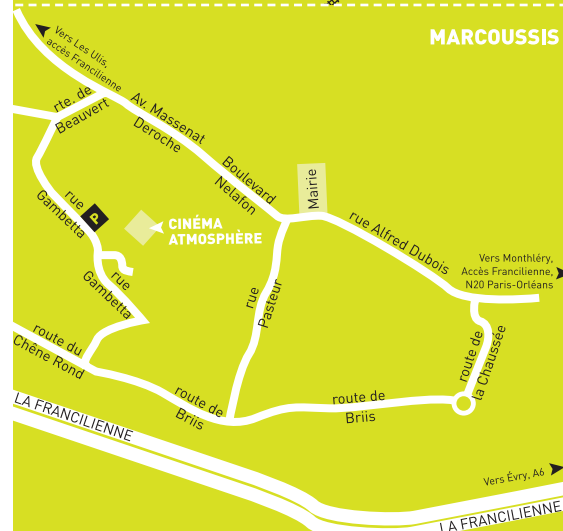 MARCOUSSIS
Vers Les Ulis,
accès Francilienne
rte. de
Beauvert
Av. Massenat
Deroche
Boulevard
Nelafon
Mairie
rue Alfred Dubois
rue
Gambetta
P
CINÉMA
ATMOSPHÈRE
rue
Gambetta
Vers Monthléry,
Accès Francilienne,
N20 Paris-Orléans
rue
Pasteur
route de
la Chaussée
route du
Chêne Rond
route de
Briis
route de
Briis
LA FRANCILIENNE
Vers Évry, A6
LA FRANCILIENNE